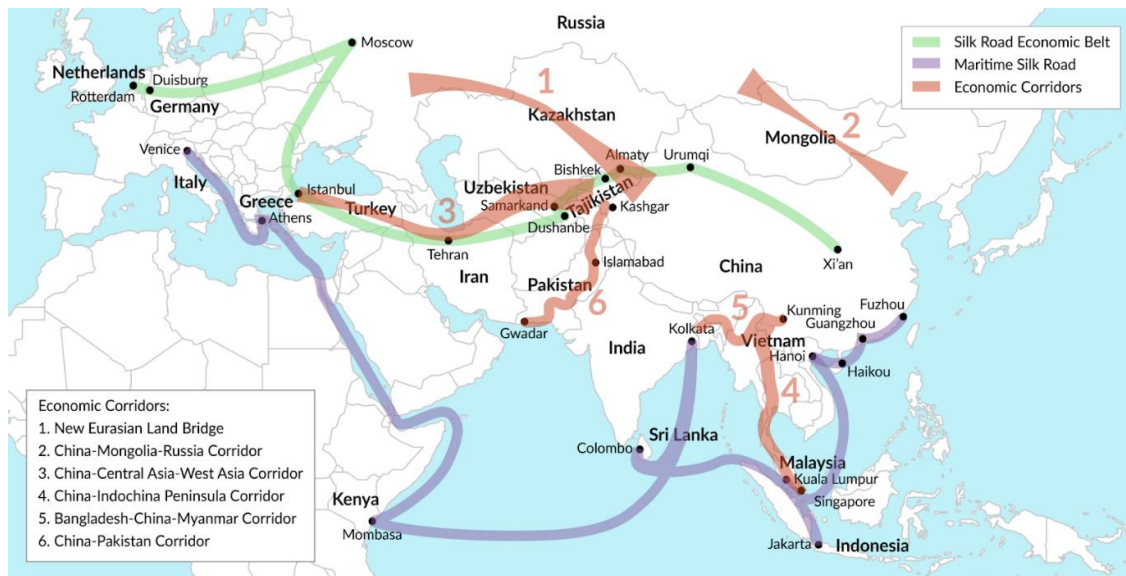 Russia
Silk Road Economic Belt
Maritime Silk Road
Economic Corridors
Moscow
Netherlands
Duisburg
Rotterdam
Germany
1
Kazakhstan
2
Mongolia
Venice
Italy
Almaty
Urumqi
Bishkek
Istanbul
Greece
Turkey
Athens
Uzbekistan
Samarkand
Tajikistan
Kashgar
3
Dushanbe
Tehran
Iran
Islamabad
China
Xi'an
Pakistan
6
Gwadar
5
Kunming
Fuzhou
Guangzhou
Kolkata
Vietnam
Hanoi
Haikou
India
4
Economic Corridors:
1. New Eurasian Land Bridge
2. China-Mongolia-Russia Corridor
3. China-Central Asia-West Asia Corridor
4. China-Indochina Peninsula Corridor
5. Bangladesh-China-Myanmar Corridor
6. China-Pakistan Corridor
Sri Lanka
Colombo
Malaysia
Kuala Lumpur
Singapore
Kenya
Mombasa
Jakarta
Indonesia